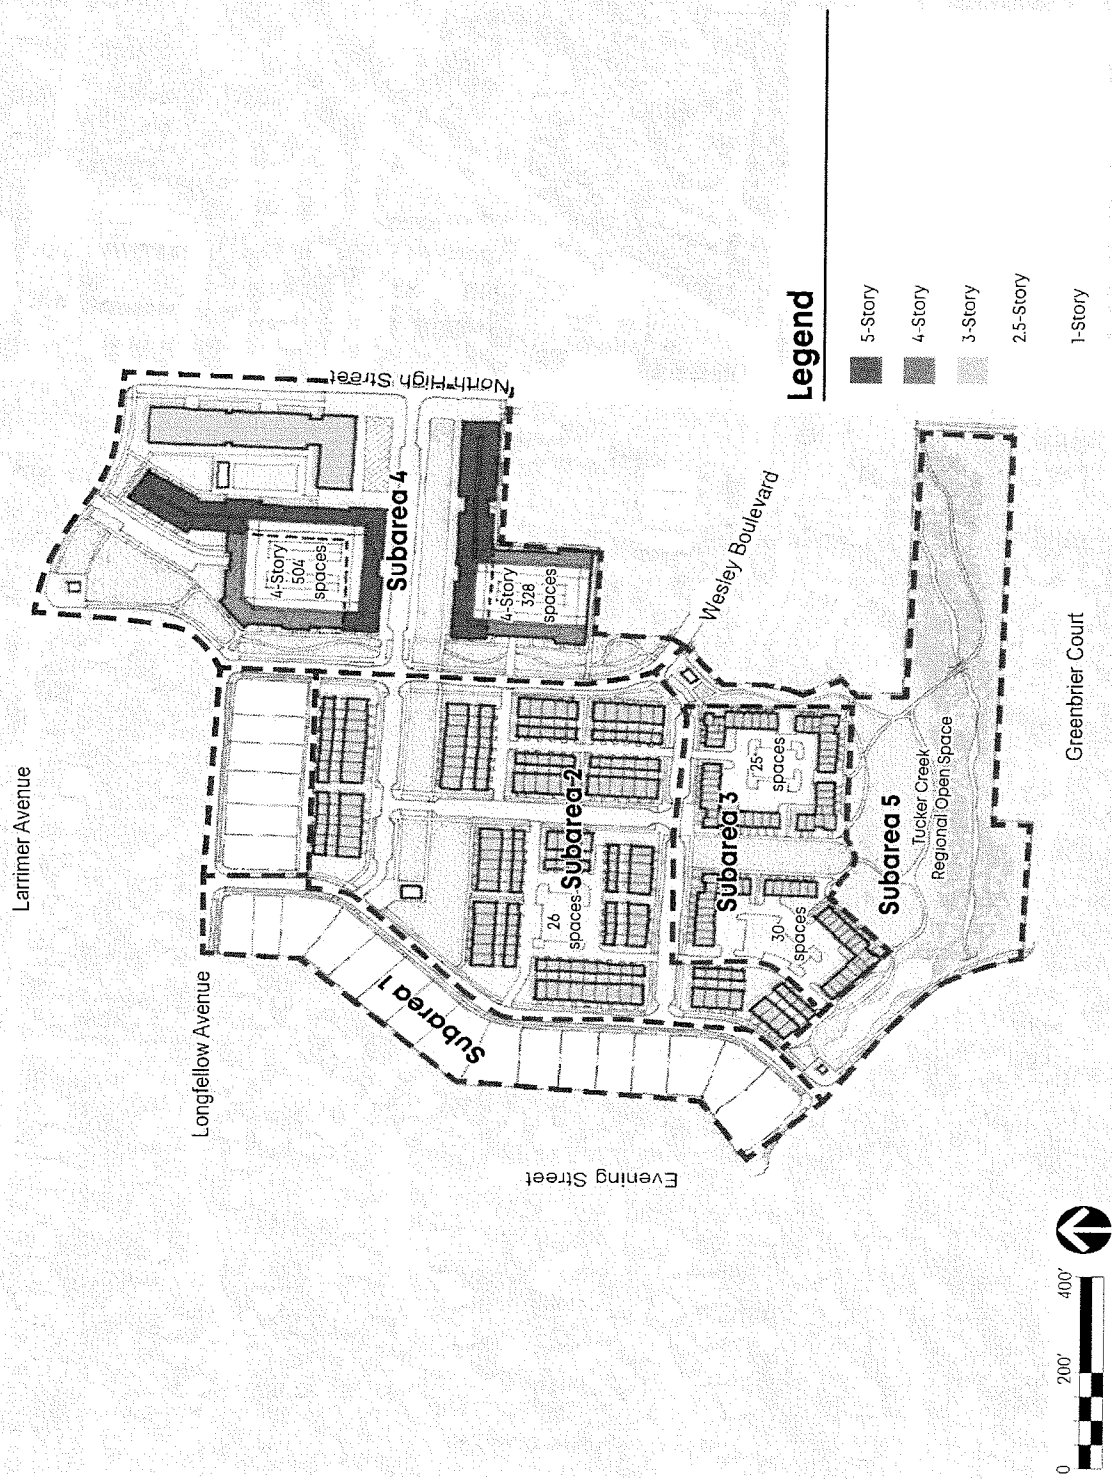 Larrimer Avenue
Longfellow Avenue
North High Street
Subarea 4
4-Story
504
spaces
4-Story
328
spaces
Subarea 1
Subarea 2
26
spaces
Wesley Boulevard
Subarea 3
25
spaces
30
spaces
Subarea 5
Tucker Creek
Regional Open Space
Evening Street
Greenbrier Court
Legend
5-Story
4-Story
3-Story
2.5-Story
1-Story
0
200'
400'